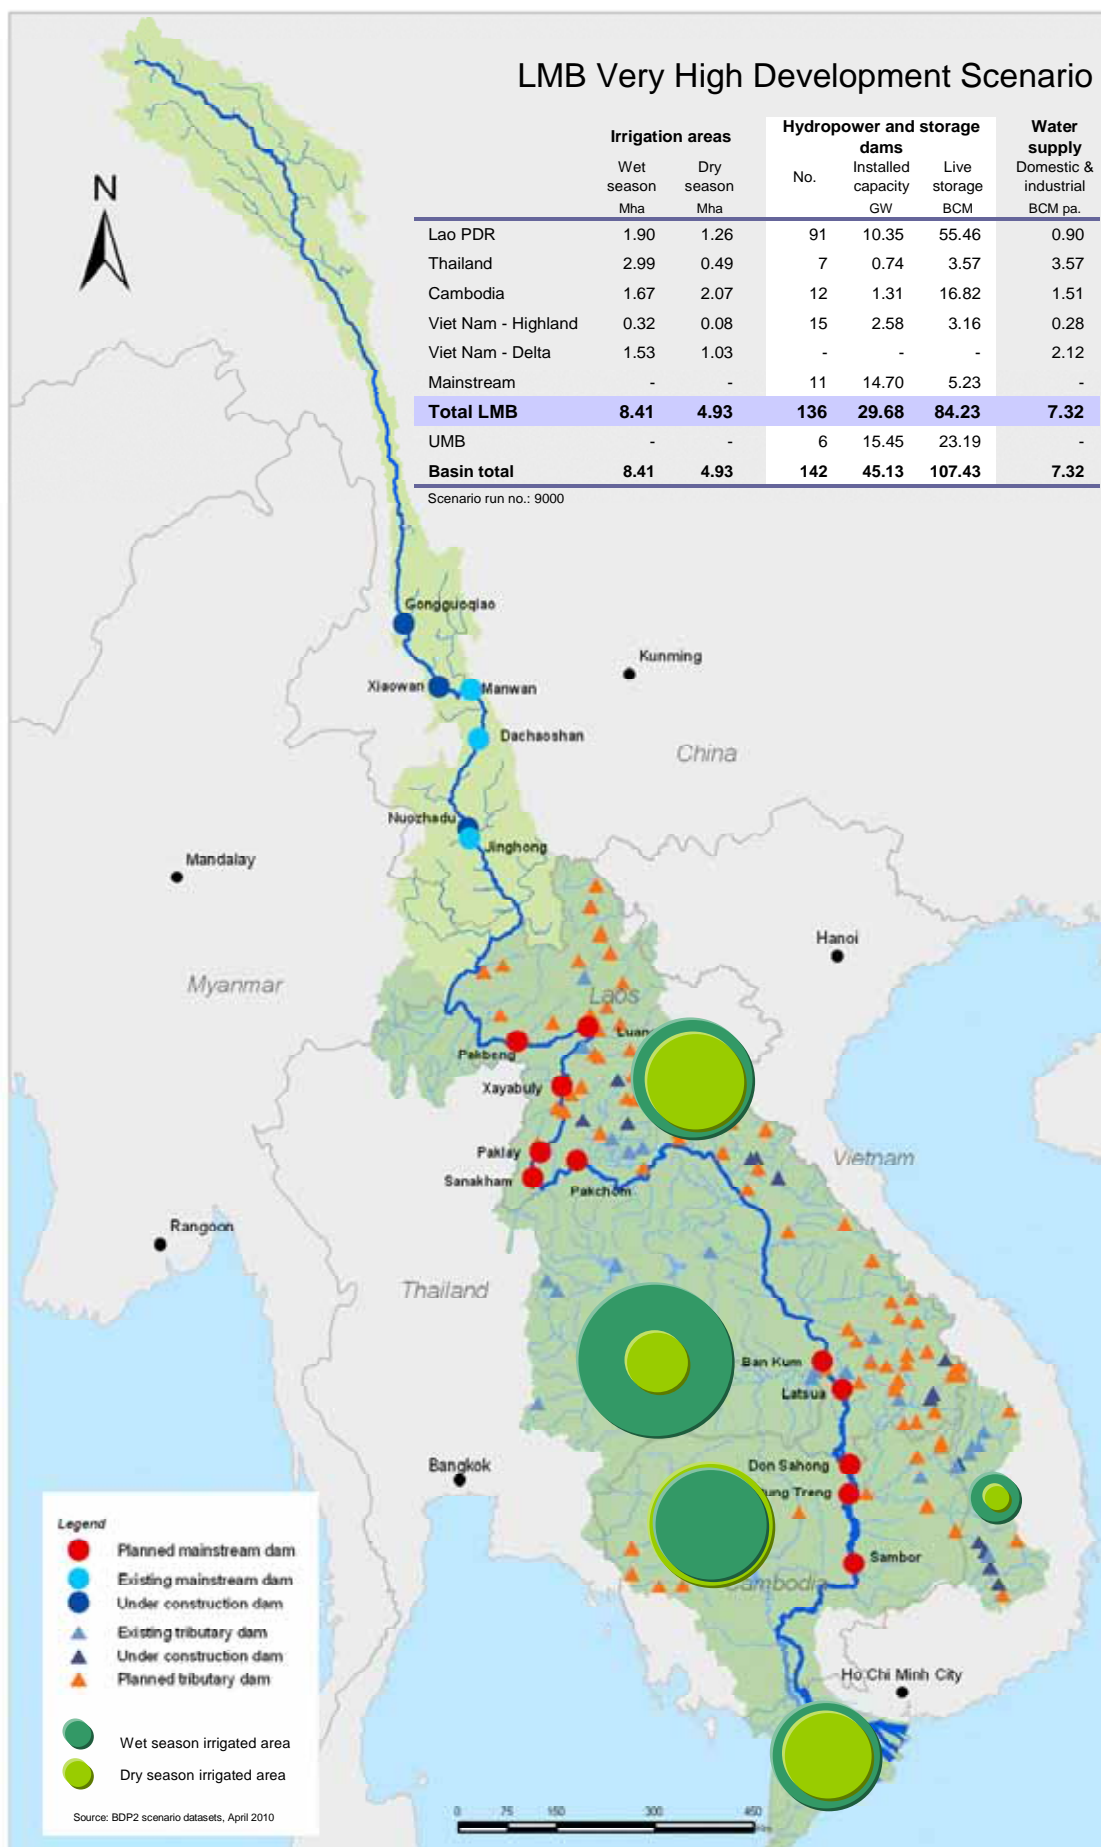 LMB Very High Development Scenario
Irrigation areas Hydropower and storage dams Water supply
Wet season Dry season No. Installed capacity Live storage Domestic & industrial
Mha Mha GW BCM BCM pa.
Lao PDR 1.90 1.26 91 10.35 55.46 0.90
Thailand 2.99 0.49 7 0.74 3.57 3.57
Cambodia 1.67 2.07 12 1.31 16.82 1.51
Viet Nam - Highland 0.32 0.08 15 2.58 3.16 0.28
Viet Nam - Delta 1.53 1.03 - - - 2.12
Mainstream - - 11 14.70 5.23 -
Total LMB 8.41 4.93 136 29.68 84.23 7.32
UMB - - 6 15.45 23.19 -
Basin total 8.41 4.93 142 45.13 107.43 7.32
Scenario run no.: 9000
N
Gongguoqiao
Kunming
Xiaowan
Manwan
Dachaoshan
China
Nuozhadu
Jinghong
Mandalay
Hanoi
Myanmar
Laos
Luang
Pakbeng
Xayabuly
Paklay
Vietnam
Sanakham
Pakchom
Rangoon
Thailand
Ban Kum
Latsua
Bangkok
Don Sahong
ung Treng
Sambor
Cambodia
Ho Chi Minh City
Legend
Planned mainstream dam
Existing mainstream dam
Under construction dam
Existing tributary dam
Under construction dam
Planned tributary dam
Wet season irrigated area
Dry season irrigated area
Source: BDP2 scenario datasets, April 2010
0 75 150 300 450
Km